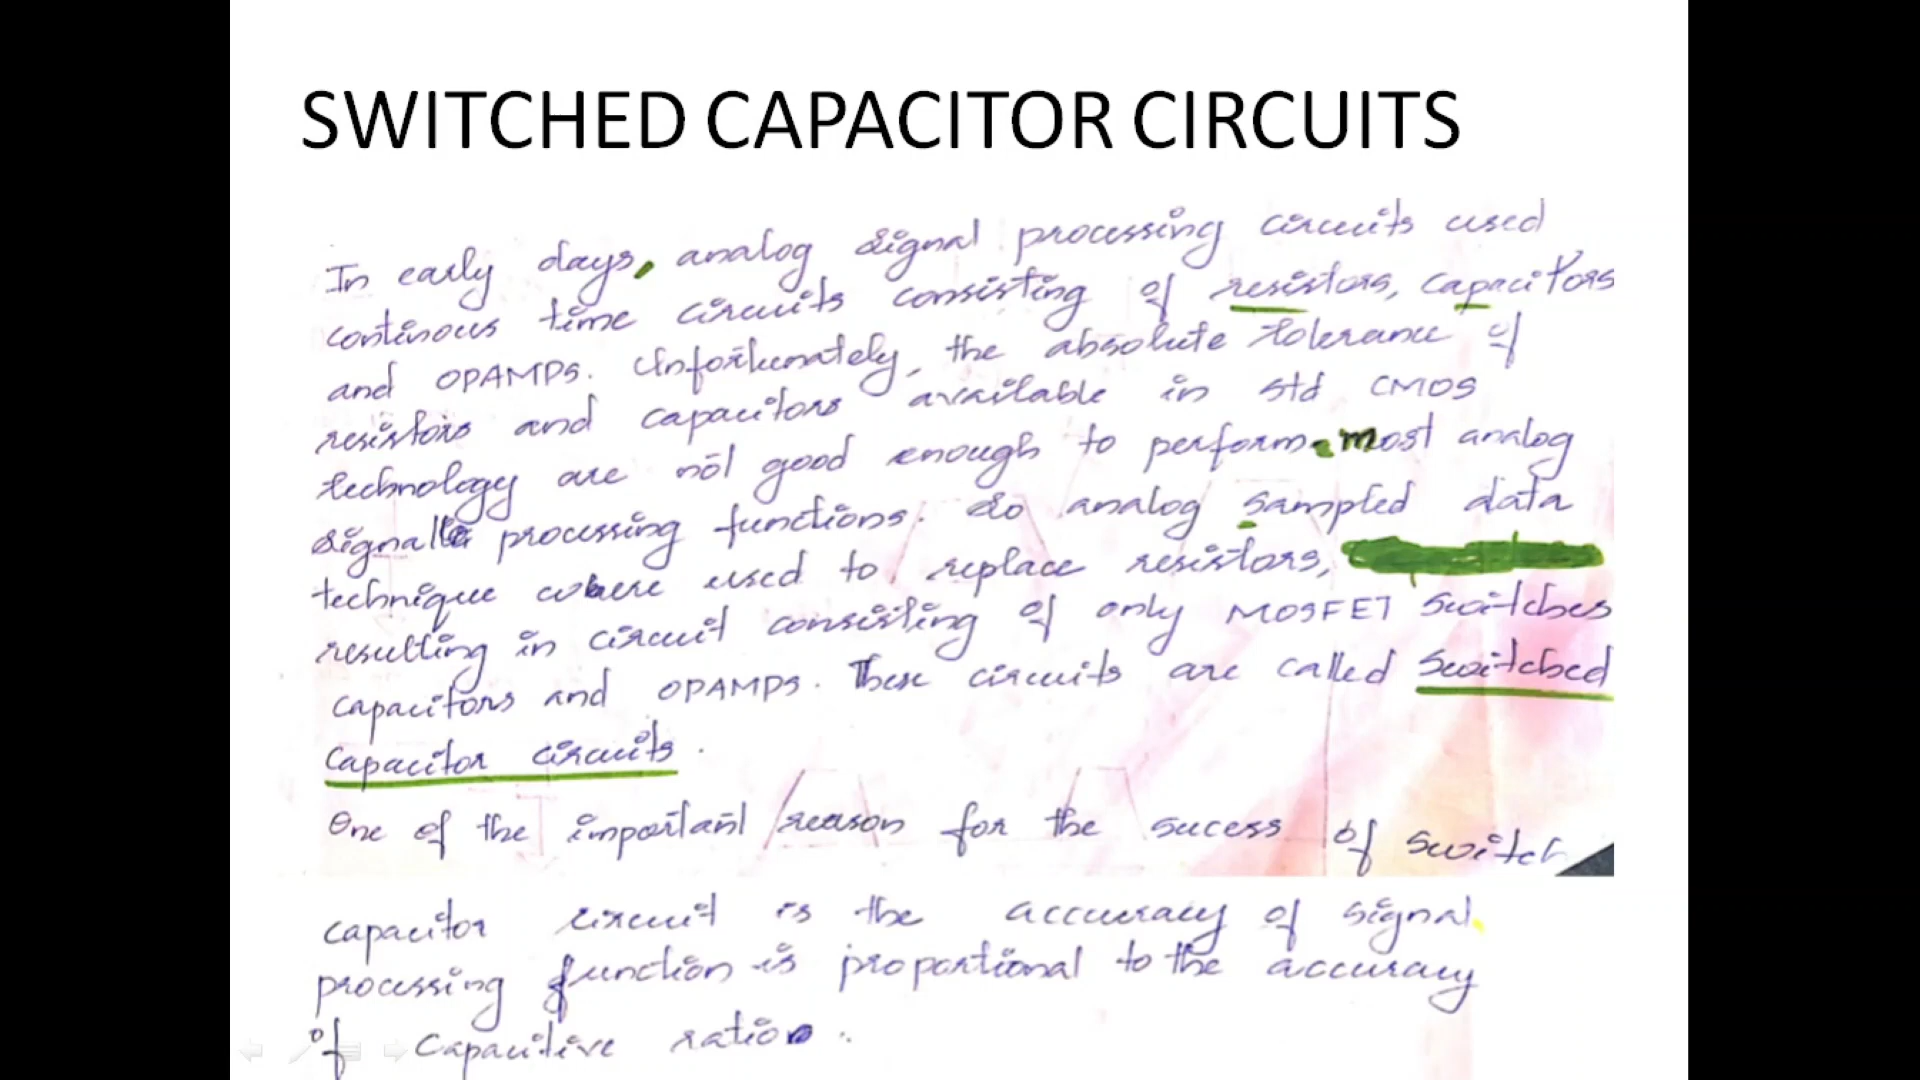 SWITCHED CAPACITOR CIRCUITS
In early days, analog signal processing circuits used
continous time circuits consisting of resistors, capacitors
and OPAMPs. Unfortunately, the absolute tolerance of
resistors and capacitors available in std CMOS
technology are not good enough to perform most analog
signal processing functions. So analog sampled data
technique where used to replace resistors,
resulting in circuit consisting of only MOSFET switches
capacitors and OPAMPs. These circuits are called switched
capacitor circuits.
One of the important reason for the sucess of switch
capacitor circuit is the accuracy of signal
processing function is proportional to the accuracy
of capacitive ratio.